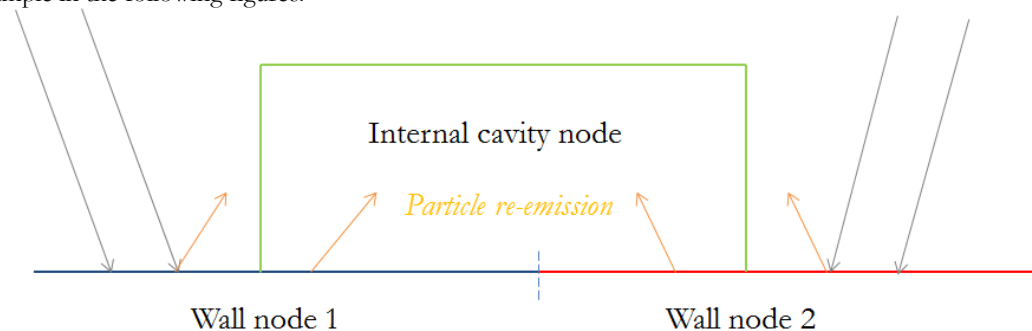 Internal cavity node
Particle re-emission
Wall node 1
Wall node 2